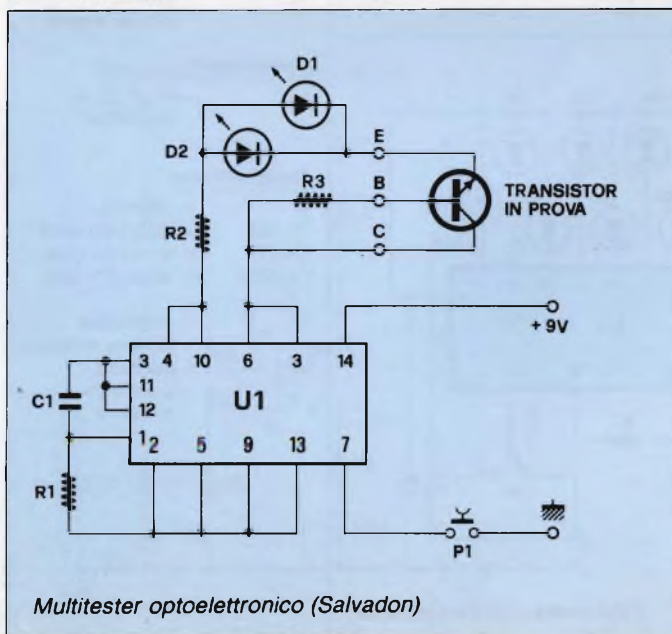 D1
D2
E
R3
B
TRANSISTOR
IN PROVA
C
R2
+ 9V
3 4 10 6 3 14
11
C1
U1
12
1
2 5 9 13 7
R1
P1
Multitester optoelettronico (Salvadon)